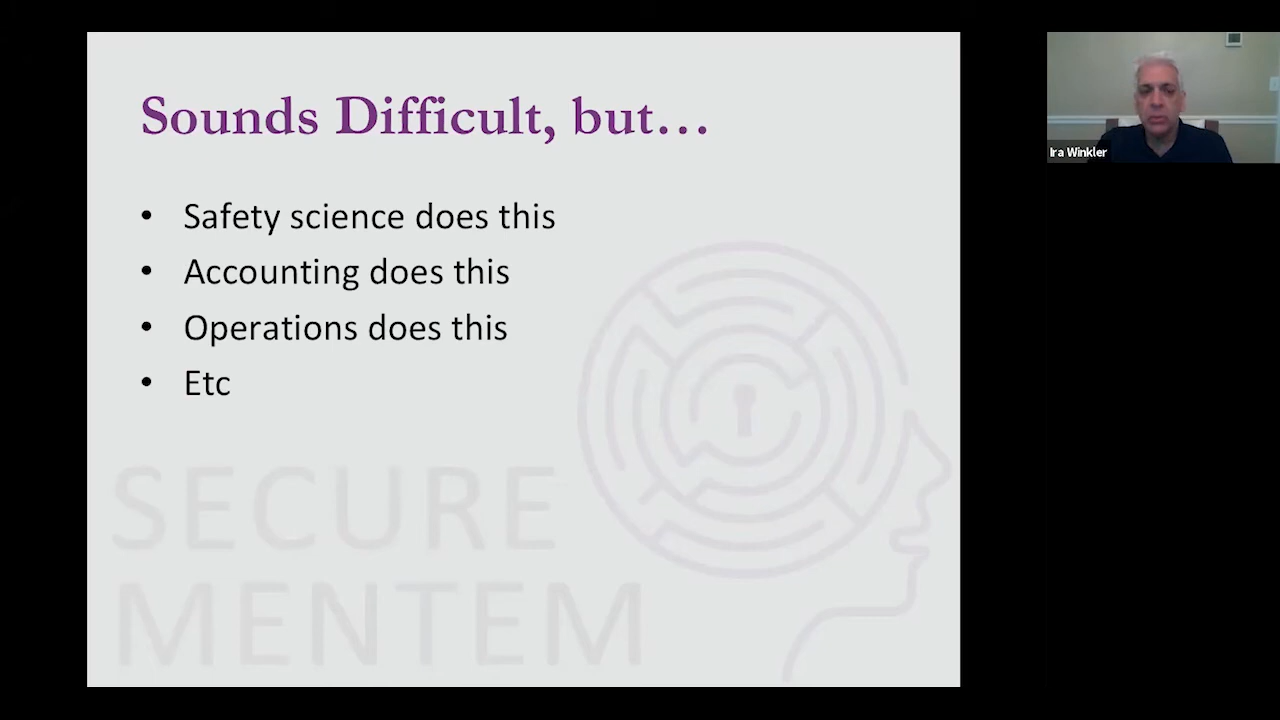 Sounds Difficult, but…
• Safety science does this
• Accounting does this
• Operations does this
• Etc
SECURE
MENTEM
Ira Winkler